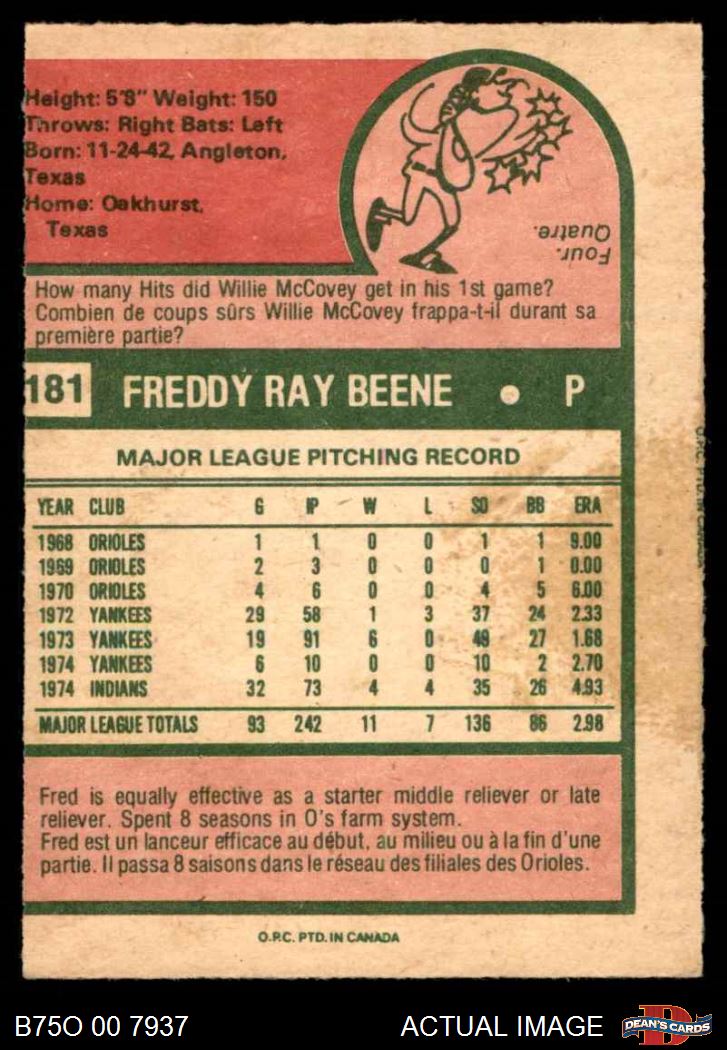 Height: 5'8" Weight: 150
Throws: Right Bats: Left
Born: 11-24-42, Angleton,
Texas
Home: Oakhurst,
Texas
Four.
Quatre.
How many Hits did Willie McCovey get in his 1st game?
Combien de coups sûrs Willie McCovey frappa-t-il durant sa
première partie?
181 FREDDY RAY BEENE • P
MAJOR LEAGUE PITCHING RECORD
YEAR CLUB G IP W L SO BB ERA
1968 ORIOLES 1 1 0 0 1 1 9.00
1969 ORIOLES 2 3 0 0 0 1 0.00
1970 ORIOLES 4 6 0 0 4 5 6.00
1972 YANKEES 29 58 1 3 37 24 2.33
1973 YANKEES 19 91 6 0 49 27 1.68
1974 YANKEES 6 10 0 0 10 2 2.70
1974 INDIANS 32 73 4 4 35 26 4.93
MAJOR LEAGUE TOTALS 93 242 11 7 136 86 2.98
Fred is equally effective as a starter middle reliever or late
reliever. Spent 8 seasons in O's farm system.
Fred est un lanceur efficace au début, au milieu ou à la fin d'une
partie. Il passa 8 saisons dans le réseau des filiales des Orioles.
O.P.C. PTD. IN CANADA
O.P.C. PTD. IN CANADA
B75O 00 7937
ACTUAL IMAGE
D
DEAN'S CARDS